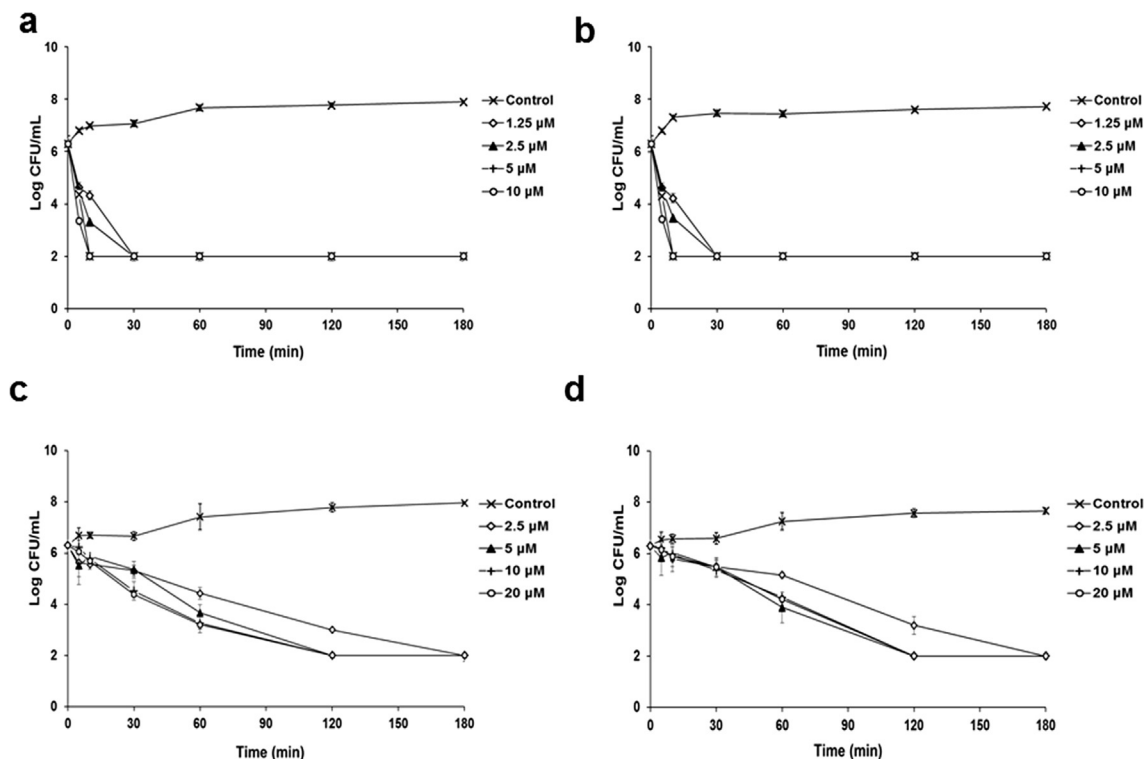 a
10
8
6
4
2
0
Log CFU/mL
0 30 60 90 120 150 180
Time (min)
Control
1.25 µM
2.5 µM
5 µM
10 µM
b
10
8
6
4
2
0
Log CFU/mL
0 30 60 90 120 150 180
Time (min)
Control
1.25 µM
2.5 µM
5 µM
10 µM
c
10
8
6
4
2
0
Log CFU/mL
0 30 60 90 120 150 180
Time (min)
Control
2.5 µM
5 µM
10 µM
20 µM
d
10
8
6
4
2
0
Log CFU/mL
0 30 60 90 120 150 180
Time (min)
Control
2.5 µM
5 µM
10 µM
20 µM